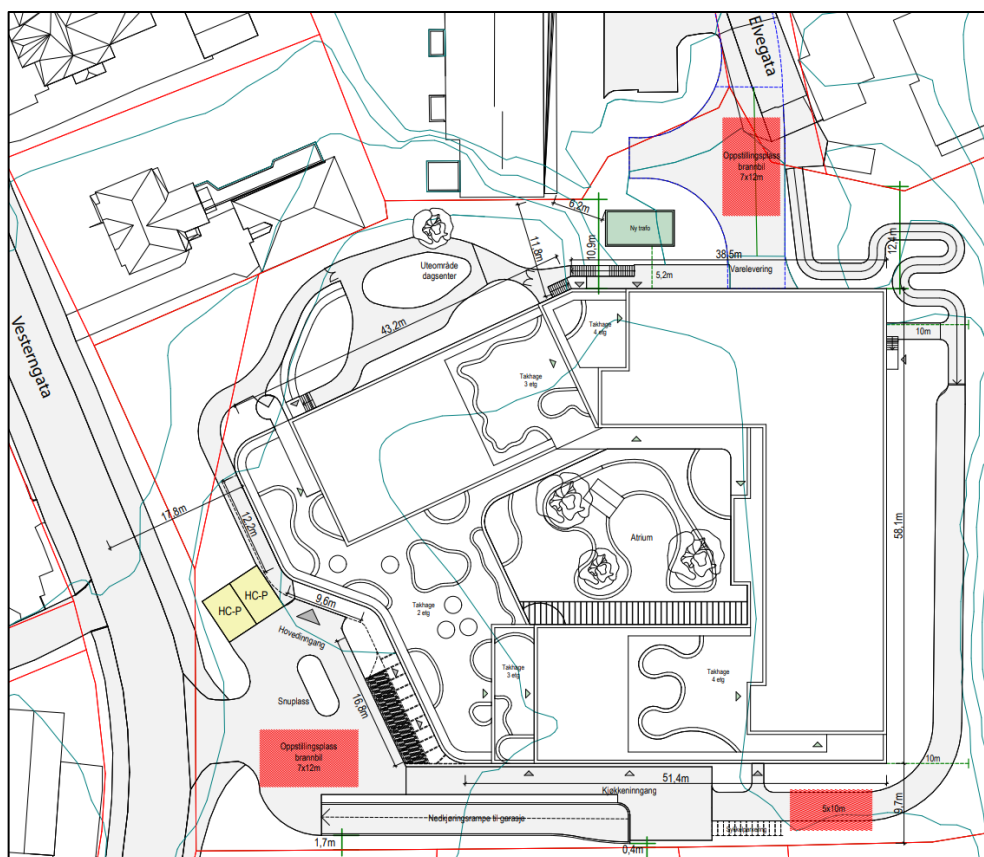 Elvegata
Oppstillingsplass
brannbil
7x12m
6,2m
Ny trafo
10,9m
11,8m
38,5m
5,2m
Varelevering
12,4m
Uteområde
dagsenter
43,2m
Takhage
4 etg
10m
Takhage
3 etg
Vesterngata
17,8m
12,2m
Atrium
58,1m
HC-P
HC-P
9,6m
Takhage
2 etg
Hovedinngang
Takhage
3 etg
Takhage
4 etg
Snuplass
16,8m
Oppstillingsplass
brannbil
7x12m
51,4m
10m
Kjøkkeninngang
9,7m
5x10m
Nedkjøringsrampe til garasje
Sykkelparkering
1,7m
0,4m